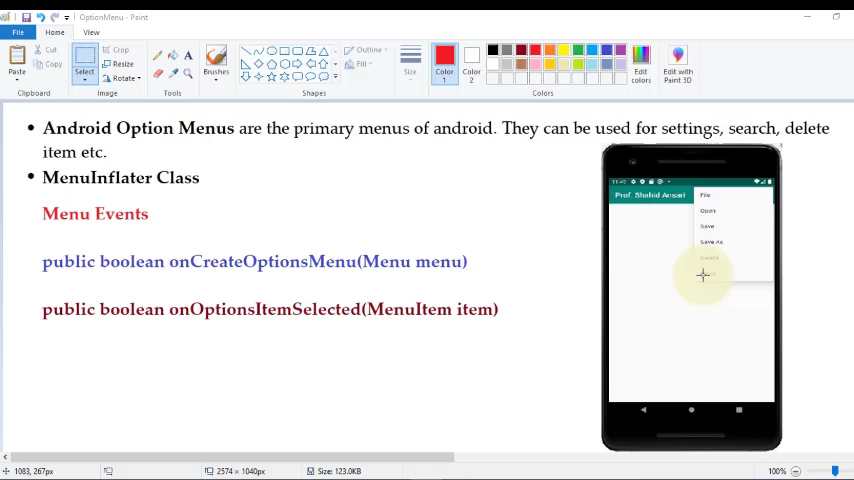 OptionMenu - Paint
File
Home
View
Paste
Cut
Copy
Clipboard
Select
Crop
Resize
Rotate
Image
Tools
Brushes
Shapes
Outline
Fill
Size
Color
1
Color
2
Edit
colors
Colors
Edit with
Paint 3D
• Android Option Menus are the primary menus of android. They can be used for settings, search, delete
item etc.
• MenuInflater Class
Menu Events
public boolean onCreateOptionsMenu(Menu menu)
public boolean onOptionsItemSelected(MenuItem item)
Prof. Shahid Ansari
File
Open
Save
Save As
Delete
1083, 267px
2574 × 1040px
Size: 123.0KB
100%